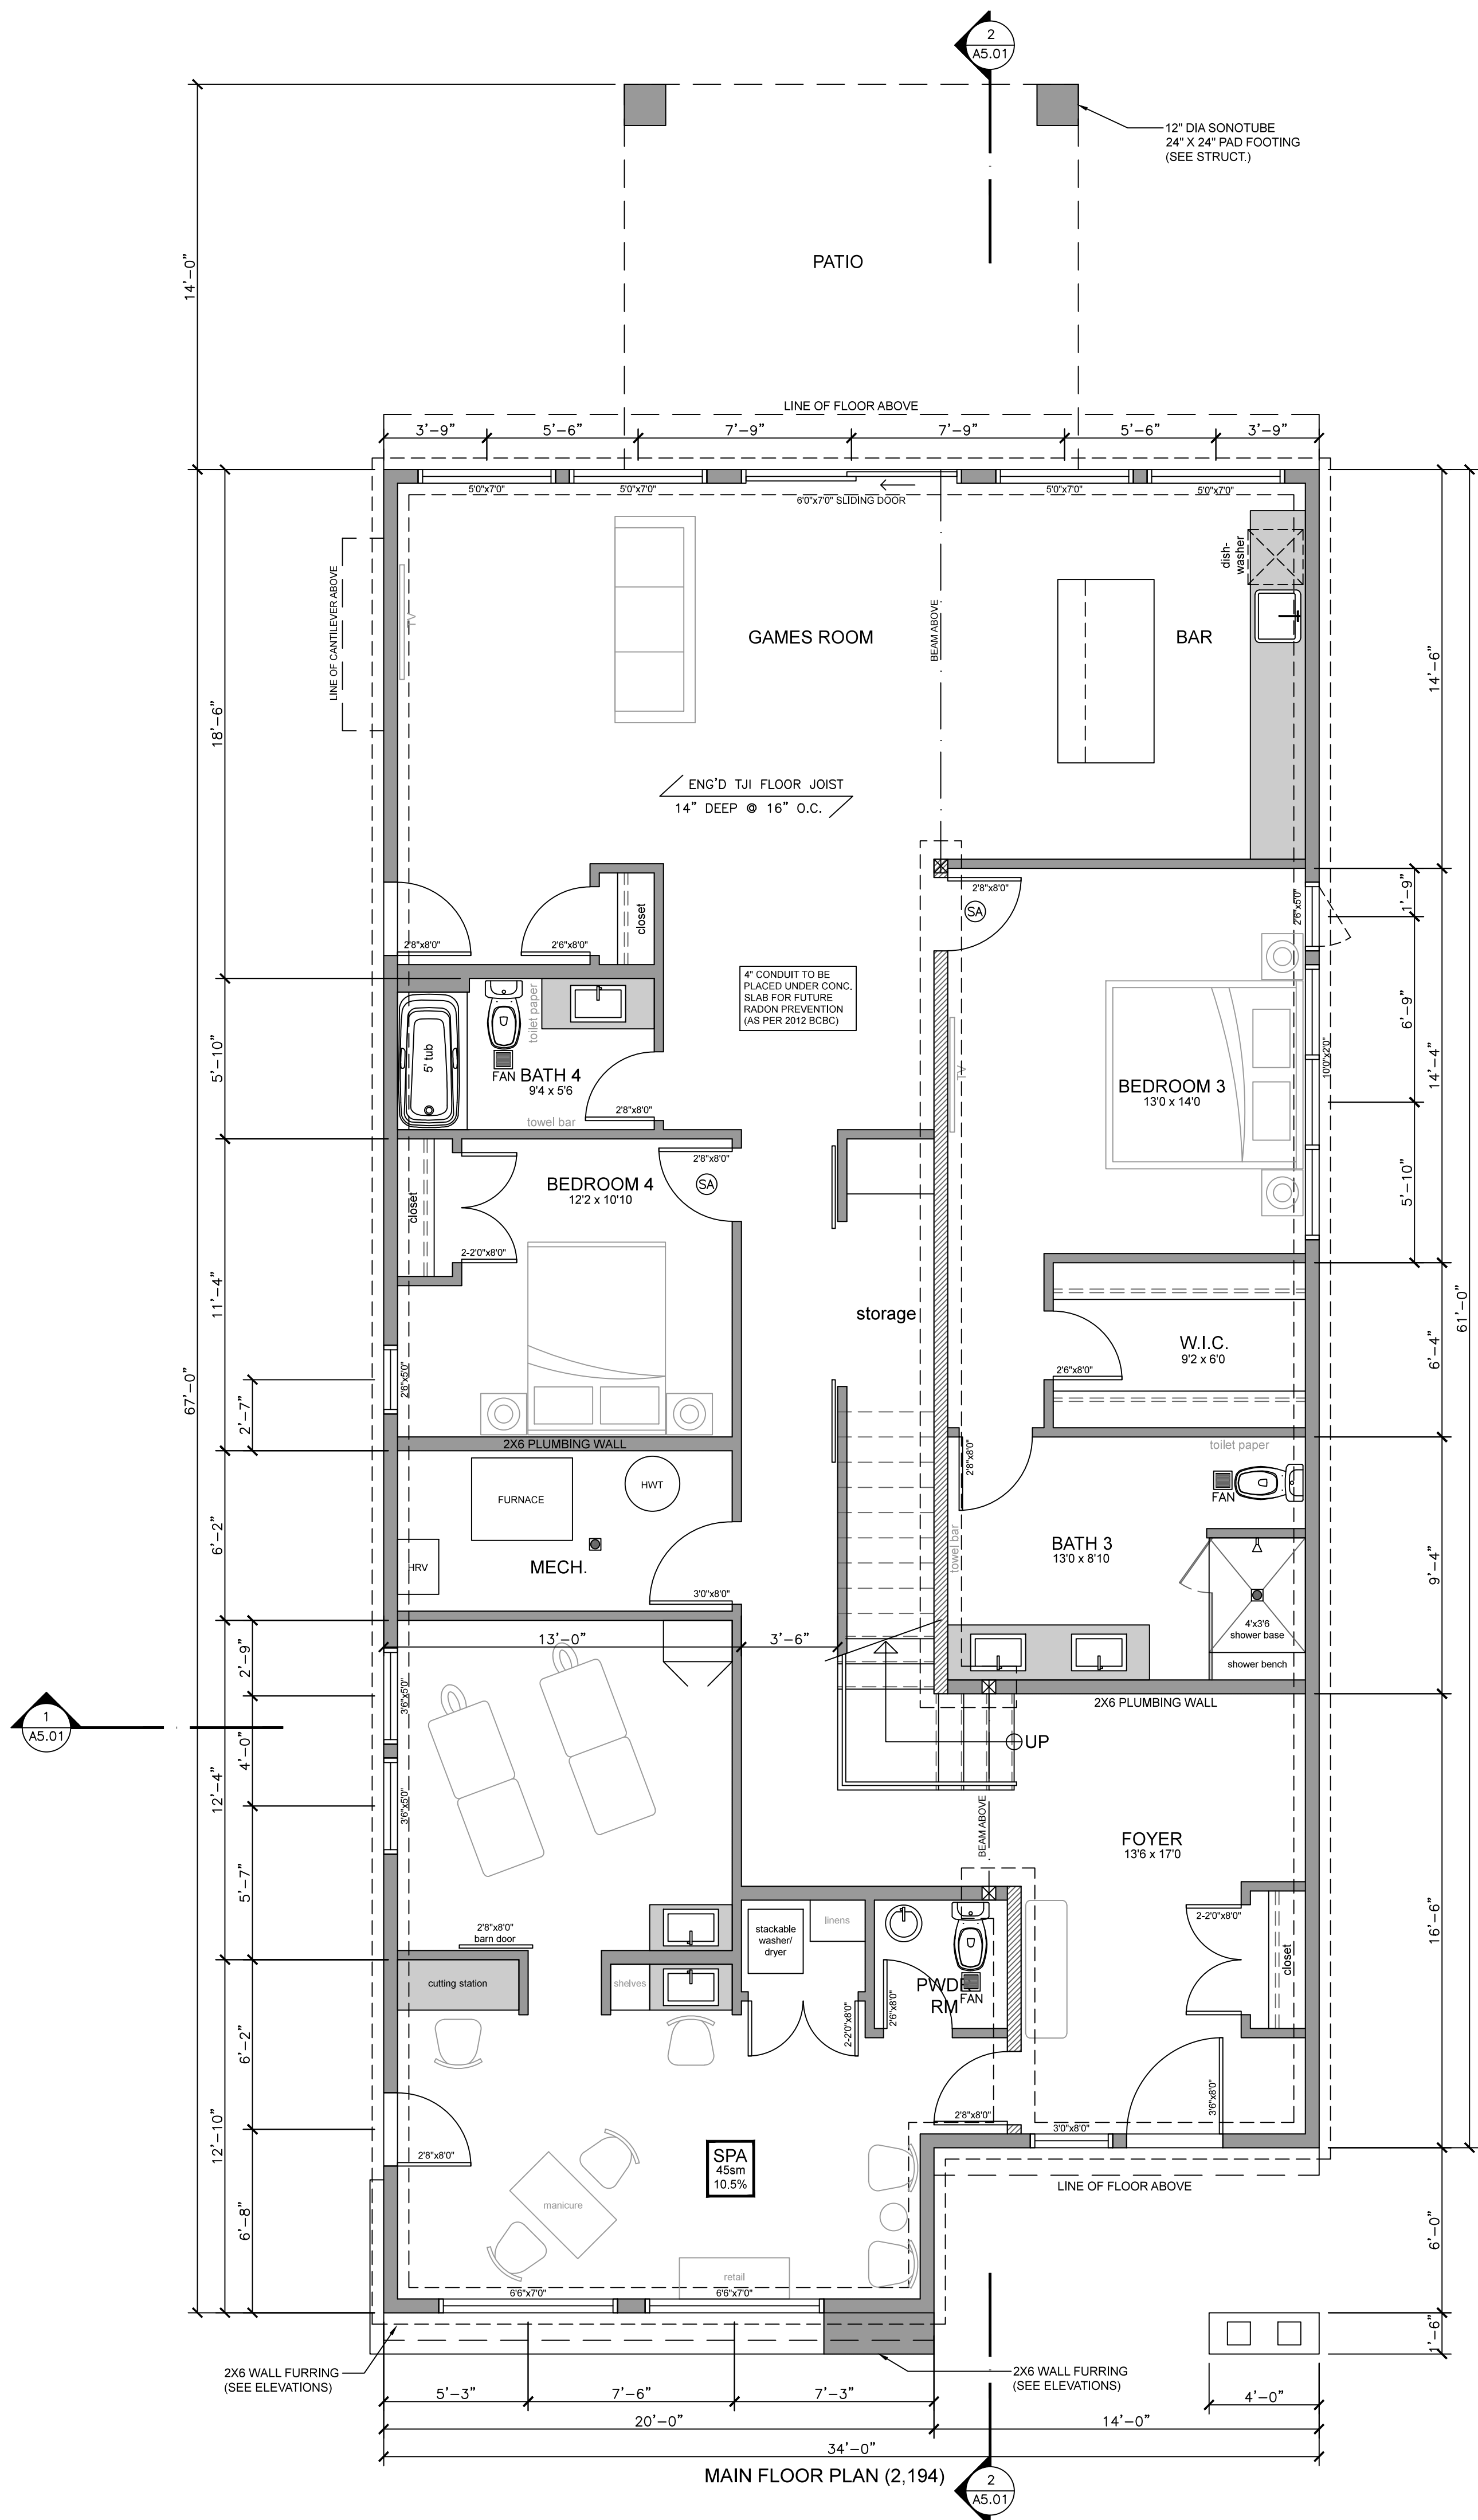 2
A5.01
12" DIA SONOTUBE
24" X 24" PAD FOOTING
(SEE STRUCT.)
14'-0"
PATIO
LINE OF FLOOR ABOVE
3'-9"
5'-6"
7'-9"
7'-9"
5'-6"
3'-9"
5'0"x7'0"
5'0"x7'0"
6'0"x7'0" SLIDING DOOR
5'0"x7'0"
5'0"x7'0"
dish-
washer
LINE OF CANTILEVER ABOVE
TV
GAMES ROOM
BEAM ABOVE
BAR
14'-6"
18'-6"
ENG'D TJI FLOOR JOIST
14" DEEP @ 16" O.C.
closet
2'8"x8'0"
2'6"x8'0"
2'8"x8'0"
SA
2'6"x5'0"
1'-9"
4" CONDUIT TO BE
PLACED UNDER CONC.
SLAB FOR FUTURE
RADON PREVENTION
(AS PER 2012 BCBC)
toilet paper
5' tub
FAN
BATH 4
9'4 x 5'6
towel bar
2'8"x8'0"
5'-10"
TV
BEDROOM 3
13'0 x 14'0
10'0"x2'0"
6'-9"
14'-4"
5'-10"
2'8"x8'0"
SA
BEDROOM 4
12'2 x 10'10
closet
2-2'0"x8'0"
11'-4"
storage
W.I.C.
9'2 x 6'0
2'6"x8'0"
6'-4"
61'-0"
67'-0"
2'-7"
2'6"x5'0"
2X6 PLUMBING WALL
FURNACE
HWT
HRV
MECH.
3'0"x8'0"
6'-2"
2'8"x8'0"
toilet paper
FAN
towel bar
BATH 3
13'0 x 8'10
4'x3'6
shower base
shower bench
9'-4"
13'-0"
3'-6"
2X6 PLUMBING WALL
2'-9"
3'6"x5'0"
1
A5.01
4'-0"
3'6"x5'0"
12'-4"
5'-7"
UP
BEAM ABOVE
FOYER
13'6 x 17'0
2'8"x8'0"
barn door
cutting station
shelves
stackable
washer/
dryer
linens
PWDR
RM
FAN
2'6"x8'0"
2-2'0"x8'0"
2-2'0"x8'0"
closet
16'-6"
6'-2"
12'-10"
6'-8"
2'8"x8'0"
2'8"x8'0"
3'0"x8'0"
3'6"x8'0"
SPA
45sm
10.5%
manicure
retail
LINE OF FLOOR ABOVE
6'-0"
6'6"x7'0"
6'6"x7'0"
1'-6"
2X6 WALL FURRING
(SEE ELEVATIONS)
2X6 WALL FURRING
(SEE ELEVATIONS)
5'-3"
7'-6"
7'-3"
4'-0"
20'-0"
14'-0"
34'-0"
MAIN FLOOR PLAN (2,194)
2
A5.01